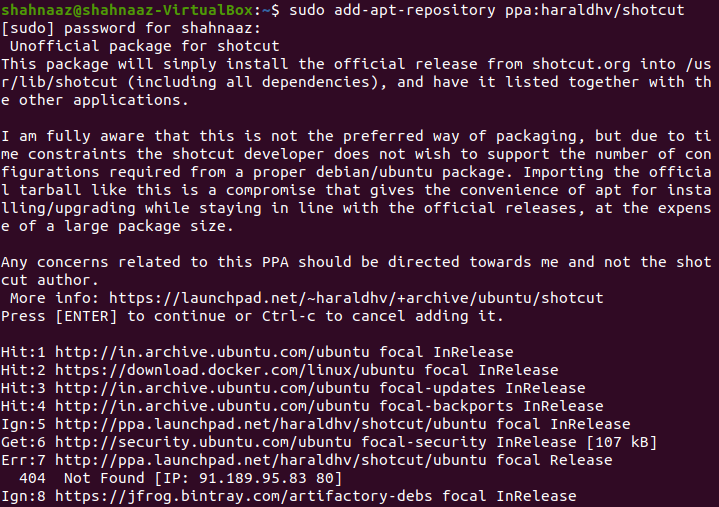 shahnaaz@shahnaaz-VirtualBox:~$ sudo add-apt-repository ppa:haraldhv/shotcut
[sudo] password for shahnaaz:
 Unofficial package for shotcut
This package will simply install the official release from shotcut.org into /us
r/lib/shotcut (including all dependencies), and have it listed together with th
e other applications.

I am fully aware that this is not the preferred way of packaging, but due to ti
me constraints the shotcut developer does not wish to support the number of con
figurations required from a proper debian/ubuntu package. Importing the officia
l tarball like this is a compromise that gives the convenience of apt for insta
lling/upgrading while staying in line with the official releases, at the expens
e of a large package size.

Any concerns related to this PPA should be directed towards me and not the shot
cut author.
 More info: https://launchpad.net/~haraldhv/+archive/ubuntu/shotcut
Press [ENTER] to continue or Ctrl-c to cancel adding it.

Hit:1 http://in.archive.ubuntu.com/ubuntu focal InRelease
Hit:2 https://download.docker.com/linux/ubuntu focal InRelease
Hit:3 http://in.archive.ubuntu.com/ubuntu focal-updates InRelease
Hit:4 http://in.archive.ubuntu.com/ubuntu focal-backports InRelease
Ign:5 http://ppa.launchpad.net/haraldhv/shotcut/ubuntu focal InRelease
Get:6 http://security.ubuntu.com/ubuntu focal-security InRelease [107 kB]
Err:7 http://ppa.launchpad.net/haraldhv/shotcut/ubuntu focal Release
  404  Not Found [IP: 91.189.95.83 80]
Ign:8 https://jfrog.bintray.com/artifactory-debs focal InRelease